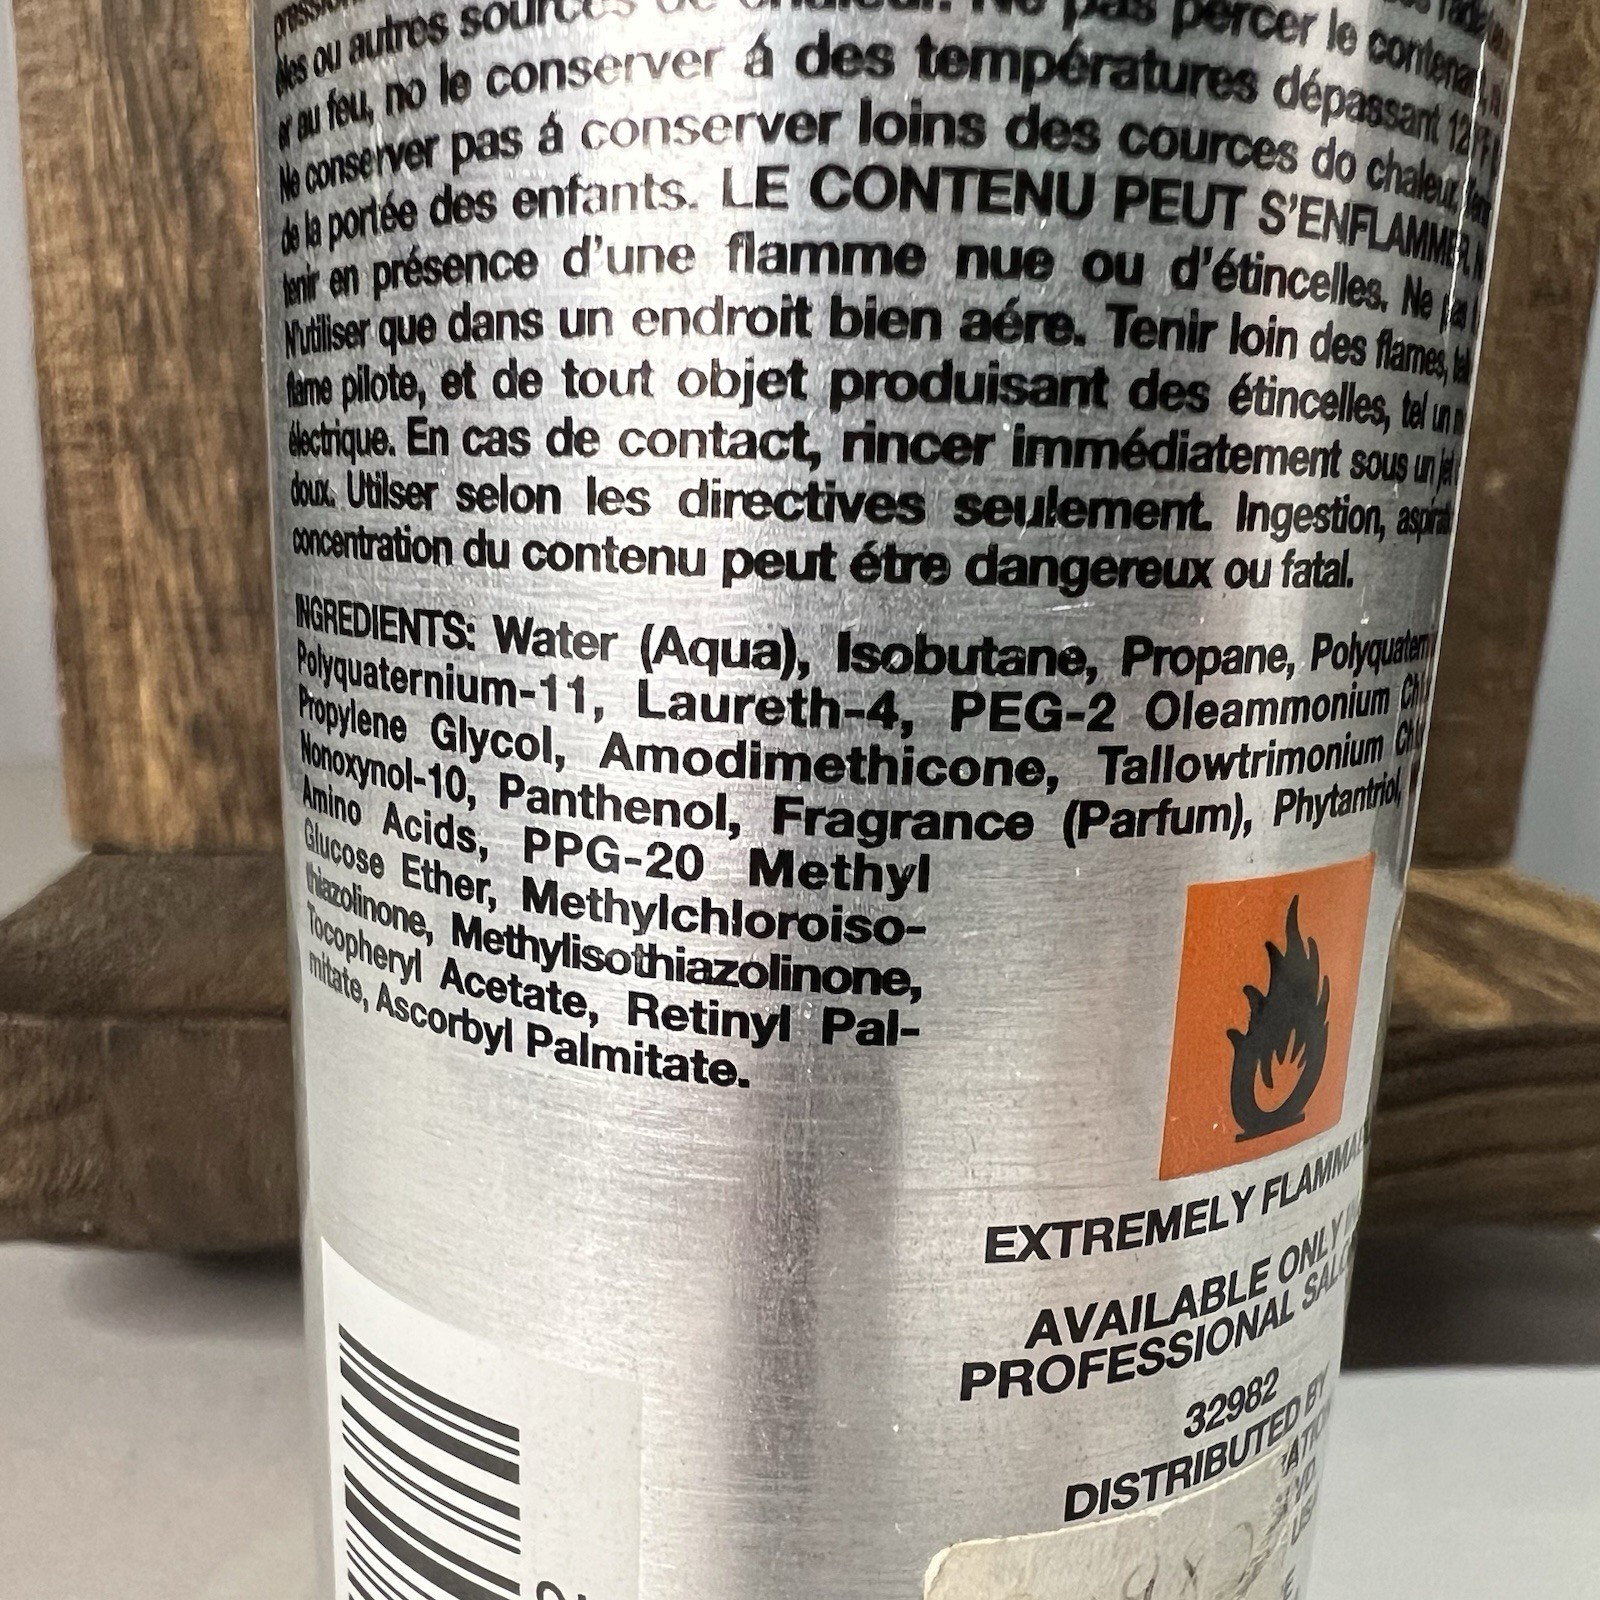 ou autres sources de chaleur. Ne pas percer le
er au feu, no le conserver á des températures dépassant
Ne conserver pas á conserver loins des cources do chaleur.
de la portée des enfants. LE CONTENU PEUT S'ENFLAMMER.
tenir en présence d'une flamme nue ou d'étincelles. Ne pas
N'utiliser que dans un endroit bien aére. Tenir loin des flames,
flame pilote, et de tout objet produisant des étincelles, tel un
électrique. En cas de contact, rincer immédiatement sous un jet
doux. Utilser selon les directives seulement. Ingestion,
concentration du contenu peut étre dangereux ou fatal.
INGREDIENTS: Water (Aqua), Isobutane, Propane,
Polyquaternium-11, Laureth-4, PEG-2 Oleammonium
Propylene Glycol, Amodimethicone, Tallowtrimonium
Nonoxynol-10, Panthenol, Fragrance (Parfum), Phytantriol,
Amino Acids, PPG-20 Methyl
Glucose Ether, Methylchloroiso-
thiazolinone, Methylisothiazolinone,
Tocopheryl Acetate, Retinyl Pal-
mitate, Ascorbyl Palmitate.
EXTREMELY
AVAILABLE ONLY
PROFESSIONAL
32982
DISTRIBUTED BY